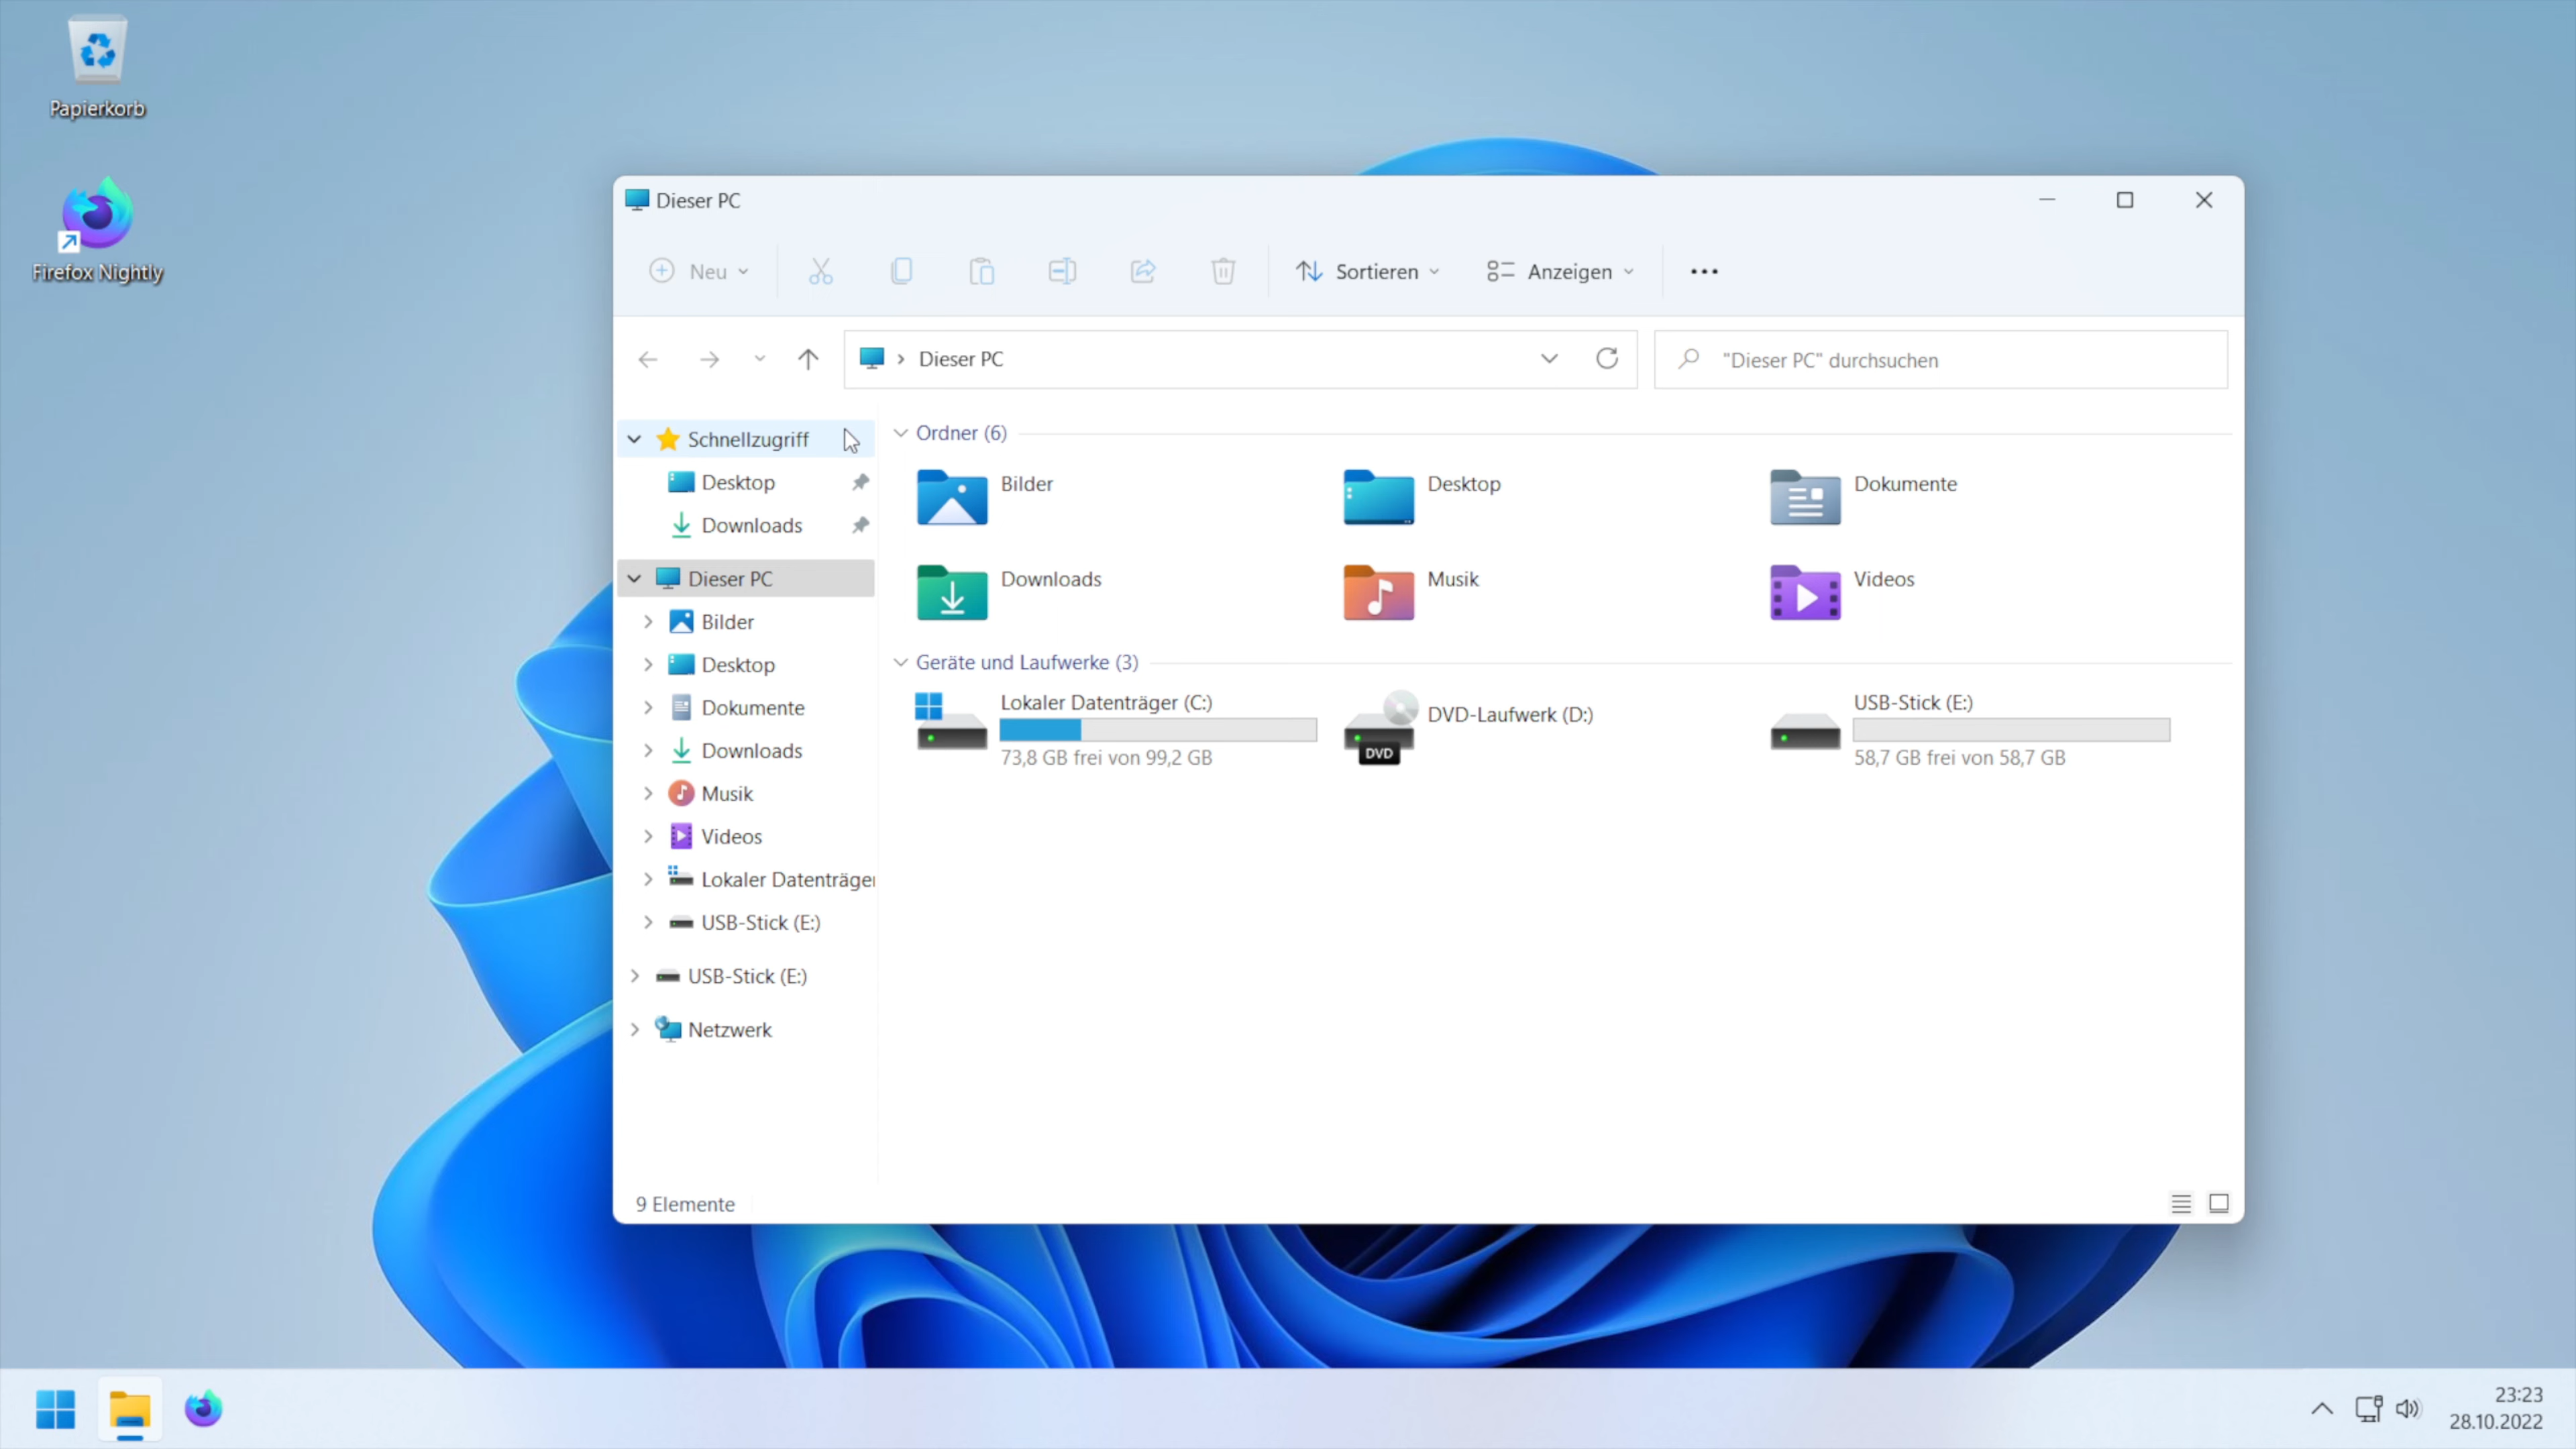 Papierkorb
Firefox Nightly
Dieser PC
Neu
Sortieren
Anzeigen
Dieser PC
"Dieser PC" durchsuchen
Schnellzugriff
Desktop
Downloads
Dieser PC
Bilder
Desktop
Dokumente
Downloads
Musik
Videos
Lokaler Datenträger
USB-Stick (E:)
USB-Stick (E:)
Netzwerk
Ordner (6)
Bilder
Desktop
Dokumente
Downloads
Musik
Videos
Geräte und Laufwerke (3)
Lokaler Datenträger (C:)
73,8 GB frei von 99,2 GB
DVD
DVD-Laufwerk (D:)
USB-Stick (E:)
58,7 GB frei von 58,7 GB
9 Elemente
23:23
28.10.2022